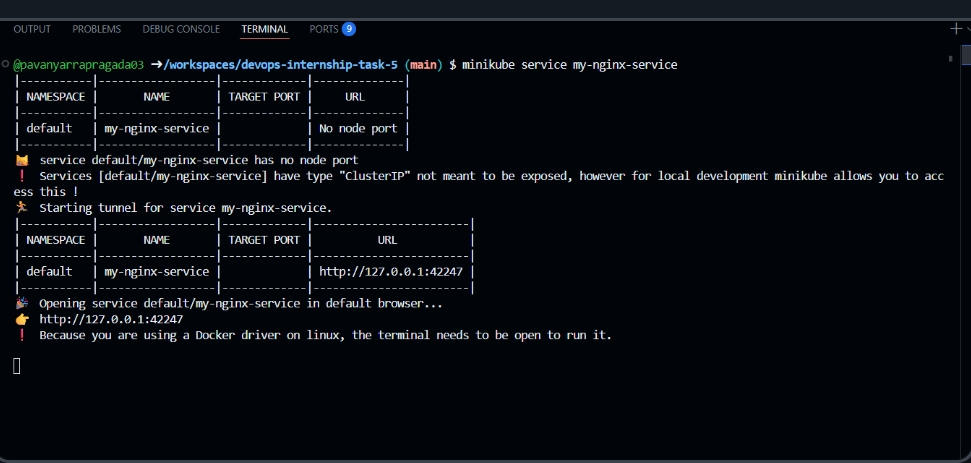 OUTPUT PROBLEMS DEBUG CONSOLE TERMINAL PORTS 9
@pavanyarrapragada03 ➜/workspaces/devops-internship-task-5 (main) $ minikube service my-nginx-service
|-----------|------------------|-------------|--------------|
| NAMESPACE | NAME | TARGET PORT | URL |
|-----------|------------------|-------------|--------------|
| default | my-nginx-service | | No node port |
|-----------|------------------|-------------|--------------|
😿 service default/my-nginx-service has no node port
❗ Services [default/my-nginx-service] have type "ClusterIP" not meant to be exposed, however for local development minikube allows you to acc
ess this !
🏃 Starting tunnel for service my-nginx-service.
|-----------|------------------|-------------|------------------------|
| NAMESPACE | NAME | TARGET PORT | URL |
|-----------|------------------|-------------|------------------------|
| default | my-nginx-service | | http://127.0.0.1:42247 |
|-----------|------------------|-------------|------------------------|
🎉 Opening service default/my-nginx-service in default browser...
👉 http://127.0.0.1:42247
❗ Because you are using a Docker driver on linux, the terminal needs to be open to run it.